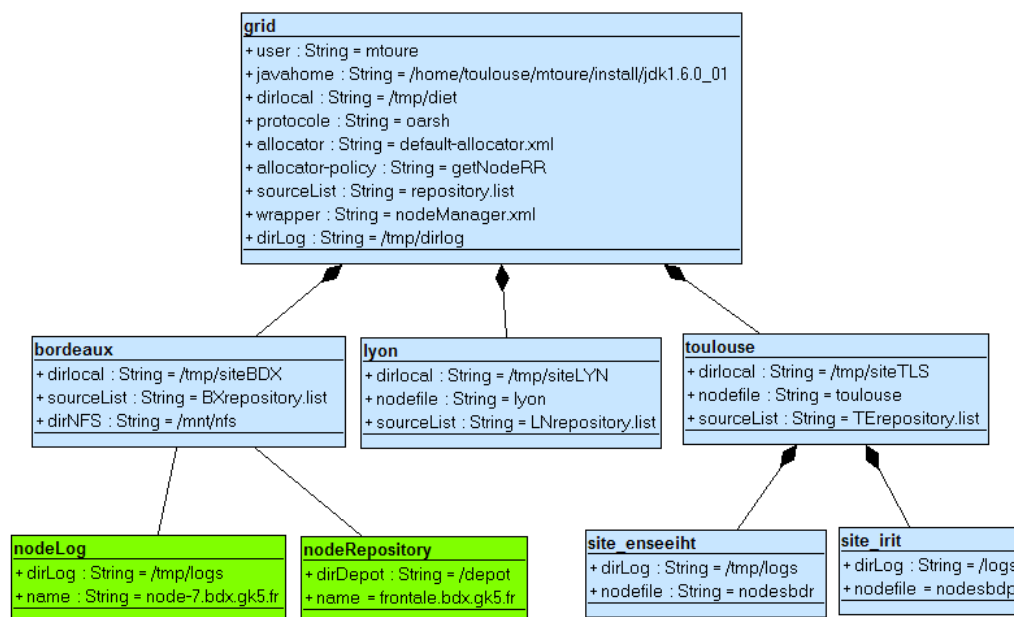 grid
+ user : String = mtoure
+ javahome : String = /home/toulouse/mtoure/install/jdk1.6.0_01
+ dirlocal : String = /tmp/diet
+ protocole : String = oarsh
+ allocator : String = default-allocator.xml
+ allocator-policy : String = getNodeRR
+ sourceList : String = repository.list
+ wrapper : String = nodeManager.xml
+ dirLog : String = /tmp/dirlog
bordeaux
+ dirlocal : String = /tmp/siteBDX
+ sourceList : String = BXrepository.list
+ dirNFS : String = /mnt/nfs
lyon
+ dirlocal : String = /tmp/siteLYN
+ nodefile : String = lyon
+ sourceList : String = LNrepository.list
toulouse
+ dirlocal : String = /tmp/siteTLS
+ nodefile : String = toulouse
+ sourceList : String = TErepository.list
nodeLog
+ dirLog : String = /tmp/logs
+ name : String = node-7.bdx.gk5.fr
nodeRepository
+ dirDepot : String = /depot
+ name = frontale.bdx.gk5.fr
site_enseeiht
+ dirLog : String = /tmp/logs
+ nodefile : String = nodesbdr
site_irit
+ dirLog : String = /logs
+ nodefile = nodesbdp